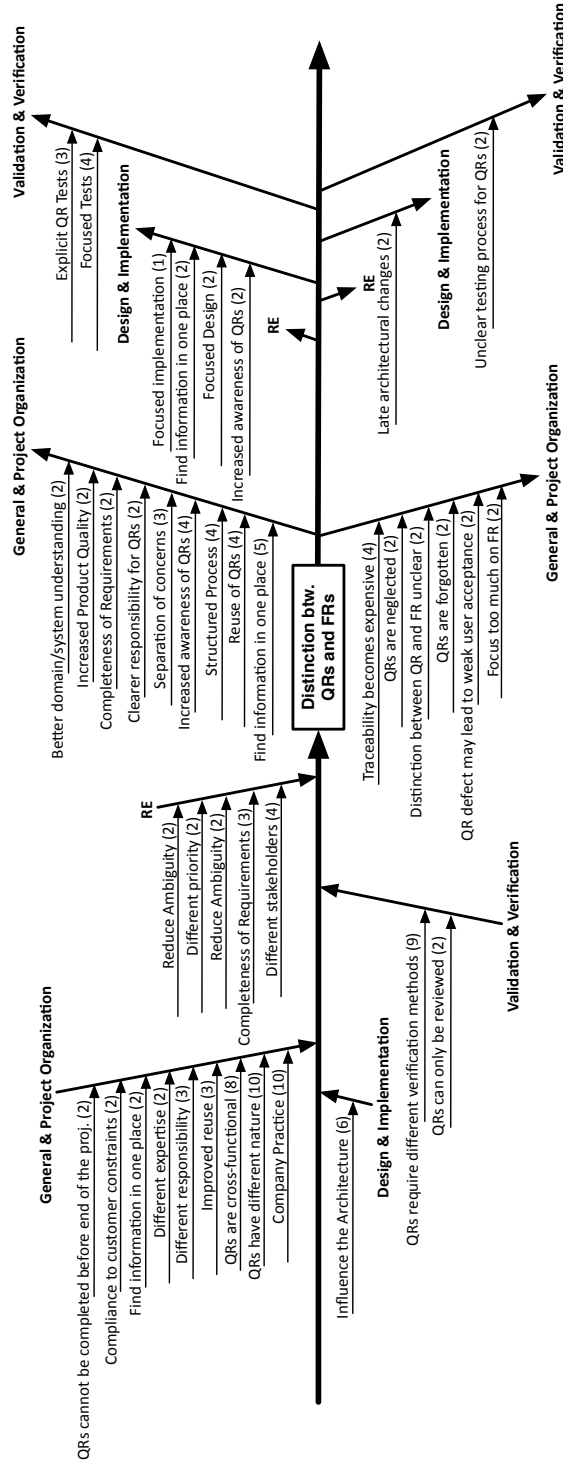 General & Project Organization
QRs cannot be completed before end of the proj. (2)
Compliance to customer constraints (2)
Find information in one place (2)
Different expertise (2)
Different responsibility (3)
Improved reuse (3)
QRs are cross-functional (8)
QRs have different nature (10)
Company Practice (10)
RE
Reduce Ambiguity (2)
Different priority (2)
Reduce Ambiguity (2)
Completeness of Requirements (3)
Different stakeholders (4)
Influence the Architecture (6)
Design & Implementation
QRs require different verification methods (9)
QRs can only be reviewed (2)
Validation & Verification
Distinction btw.
QRs and FRs
General & Project Organization
Better domain/system understanding (2)
Increased Product Quality (2)
Completeness of Requirements (2)
Clearer responsibility for QRs (2)
Separation of concerns (3)
Increased awareness of QRs (4)
Structured Process (4)
Reuse of QRs (4)
Find information in one place (5)
RE
Design & Implementation
Focused implementation (1)
Find information in one place (2)
Focused Design (2)
Increased awareness of QRs (2)
Validation & Verification
Explicit QR Tests (3)
Focused Tests (4)
Traceability becomes expensive (4)
QRs are neglected (2)
Distinction between QR and FR unclear (2)
QRs are forgotten (2)
QR defect may lead to weak user acceptance (2)
Focus too much on FR (2)
General & Project Organization
RE
Late architectural changes (2)
Design & Implementation
Unclear testing process for QRs (2)
Validation & Verification